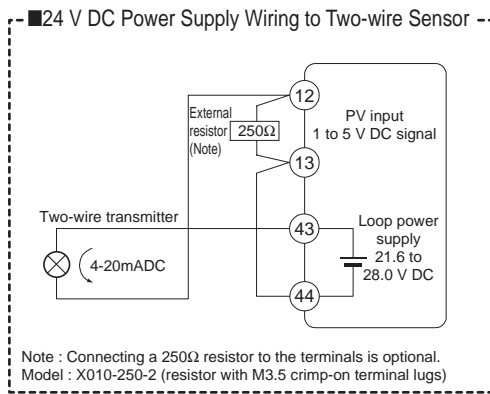 ■24 V DC Power Supply Wiring to Two-wire Sensor
12
External
resistor
(Note)
250Ω
PV input
1 to 5 V DC signal
13
Two-wire transmitter
43
Loop power
supply
21.6 to
28.0 V DC
4-20mADC
44
Note : Connecting a 250Ω resistor to the terminals is optional.
Model : X010-250-2 (resistor with M3.5 crimp-on terminal lugs)